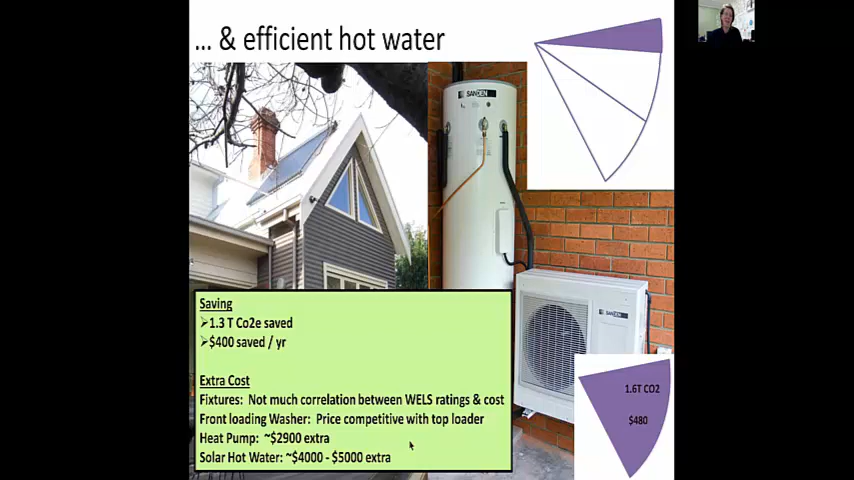 ... & efficient hot water
SANDEN
SANDEN
Saving
➢1.3 T Co2e saved
➢$400 saved / yr
Extra Cost
Fixtures: Not much correlation between WELS ratings & cost
Front loading Washer: Price competitive with top loader
Heat Pump: ~$2900 extra
Solar Hot Water: ~$4000 - $5000 extra
1.6T CO2
$480